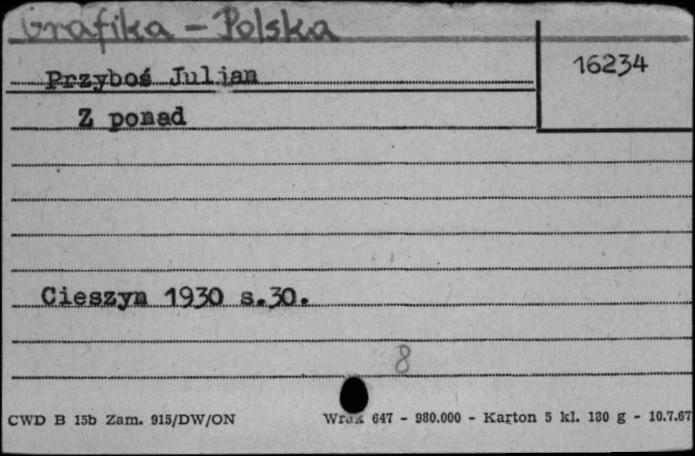 Grafika - Polska
16234
Przyboś Julian
Z ponad
Cieszyn 1930 s.30.
8
CWD B 15b Zam. 915/DW/ON
647 - 980.000 - Karton 5 kl. 180 g - 10.7.67